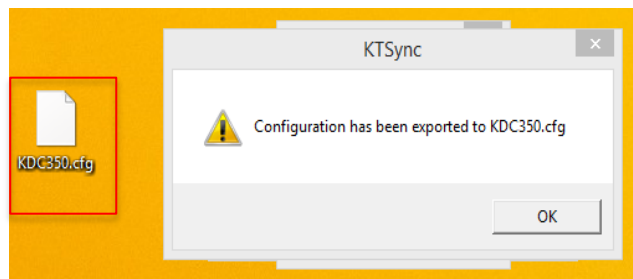 KTSync
Configuration has been exported to KDC350.cfg
KDC350.cfg
OK